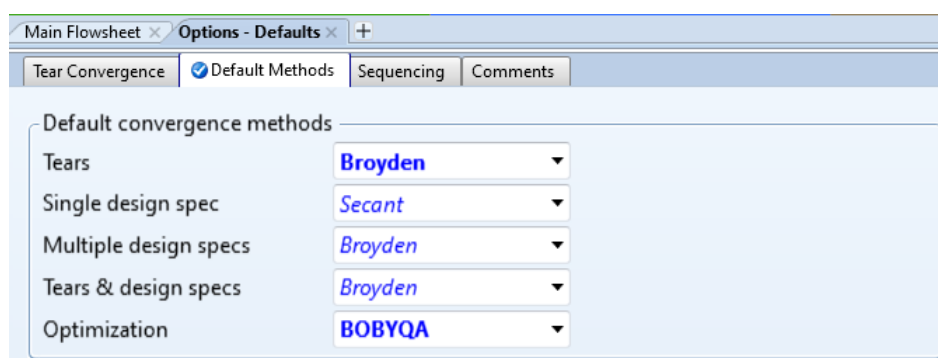 Main Flowsheet × Options - Defaults × +
Tear Convergence Default Methods Sequencing Comments
Default convergence methods
Tears Broyden
Single design spec Secant
Multiple design specs Broyden
Tears & design specs Broyden
Optimization BOBYQA